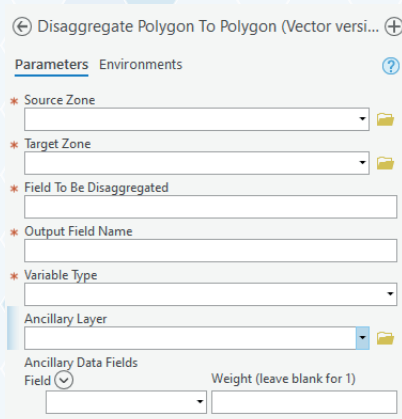 Disaggregate Polygon To Polygon (Vector versi...
Parameters Environments
* Source Zone
* Target Zone
* Field To Be Disaggregated
* Output Field Name
* Variable Type
Ancillary Layer
Ancillary Data Fields
Field Weight (leave blank for 1)